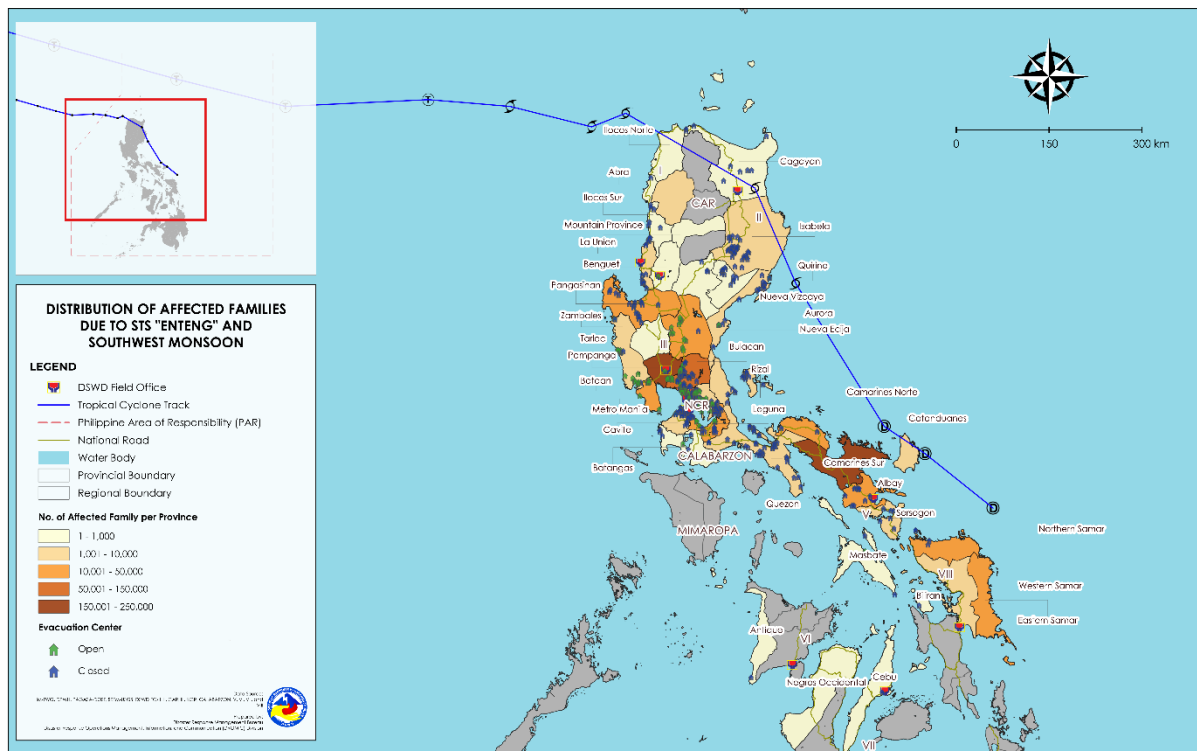 DISTRIBUTION OF AFFECTED FAMILIES
DUE TO STS "ENTENG" AND
SOUTHWEST MONSOON
LEGEND
DSWD Field Office
Tropical Cyclone Track
Philippine Area of Responsibility (PAR)
National Road
Water Body
Provincial Boundary
Regional Boundary
No. of Affected Family per Province
1 - 1,000
1,001 - 10,000
10,001 - 50,000
50,001 - 150,000
150,001 - 250,000
Evacuation Center
Open
Closed
0 150 300 km
Ilocos Norte
Cagayan
I
Abra
CAR
Ilocos Sur
II
Isabela
Mountain Province
La Union
Benguet
Quirino
Pangasinan
Nueva Vizcaya
Aurora
Zambales
Nueva Ecija
Tarlac
III
Pampanga
Bulacan
Bataan
Rizal
NCR
Metro Manila
Laguna
Camarines Norte
Catanduanes
Cavite
CALABARZON
Batangas
Camarines Sur
Albay
Quezon
V
Sorsogon
MIMAROPA
Northern Samar
Masbate
VIII
Western Samar
Biliran
Eastern Samar
Antique
VI
Negros Occidental
Cebu
VII
T
T
T
T
D
D
D